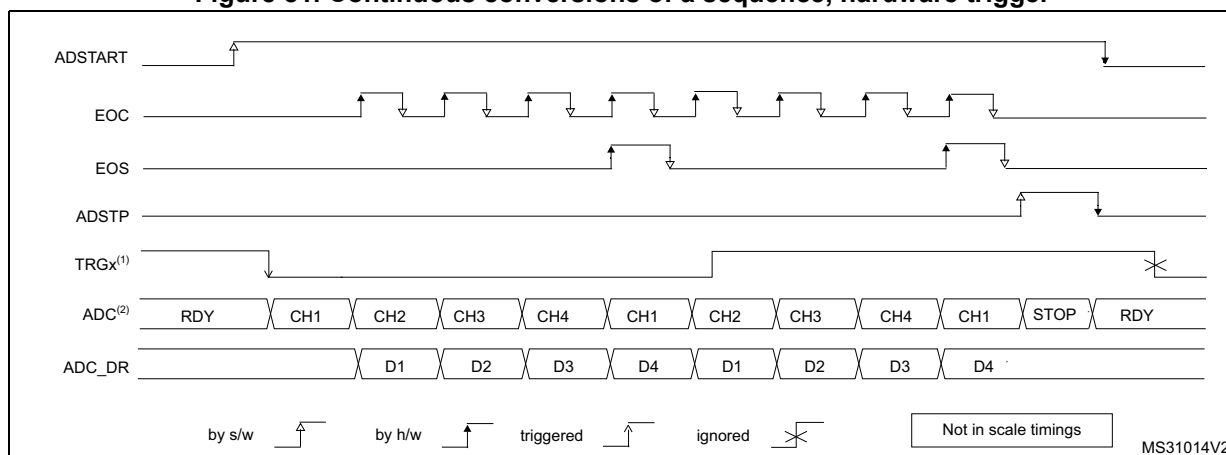 Figure Continuous conversions of a sequence, hardware trigger
ADSTART
EOC
EOS
ADSTP
TRGx(1)
ADC(2) RDY CH1 CH2 CH3 CH4 CH1 CH2 CH3 CH4 CH1 STOP RDY
ADC_DR D1 D2 D3 D4 D1 D2 D3 D4
by s/w by h/w triggered ignored Not in scale timings
MS31014V2